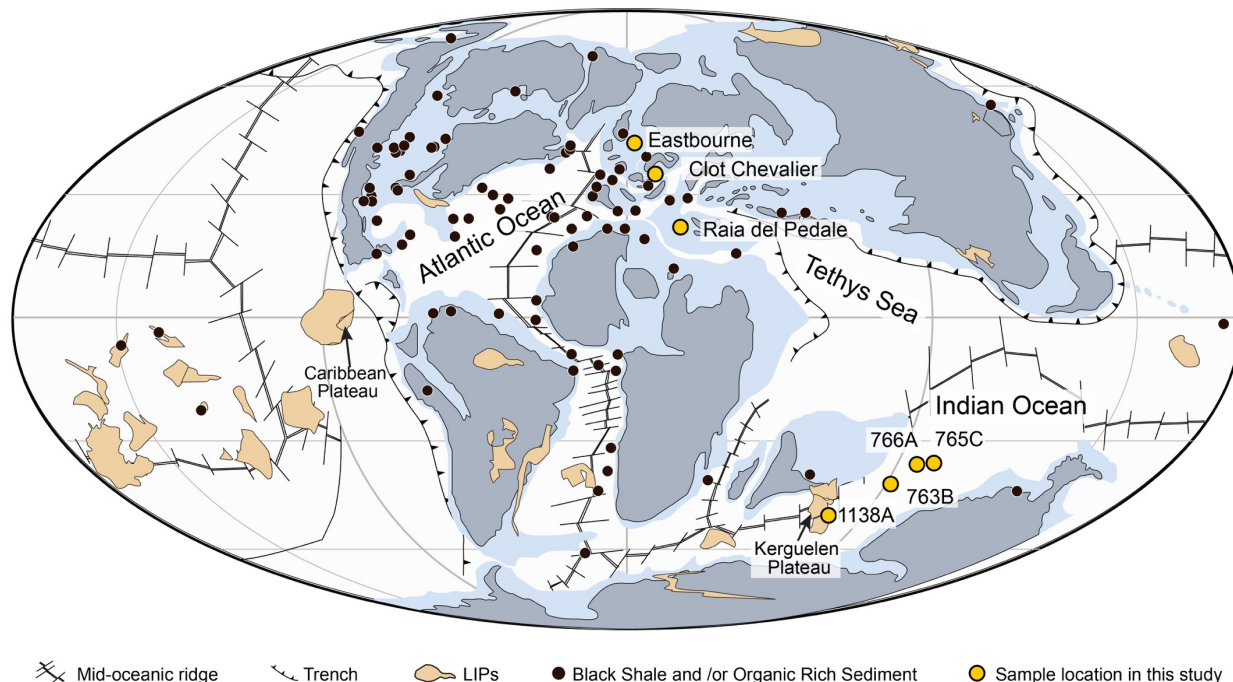 Eastbourne
Clot Chevalier
Raia del Pedale
Atlantic Ocean
Tethys Sea
Caribbean
Plateau
Indian Ocean
766A 765C
763B
1138A
Kerguelen
Plateau
Mid-oceanic ridge Trench LIPs Black Shale and /or Organic Rich Sediment Sample location in this study